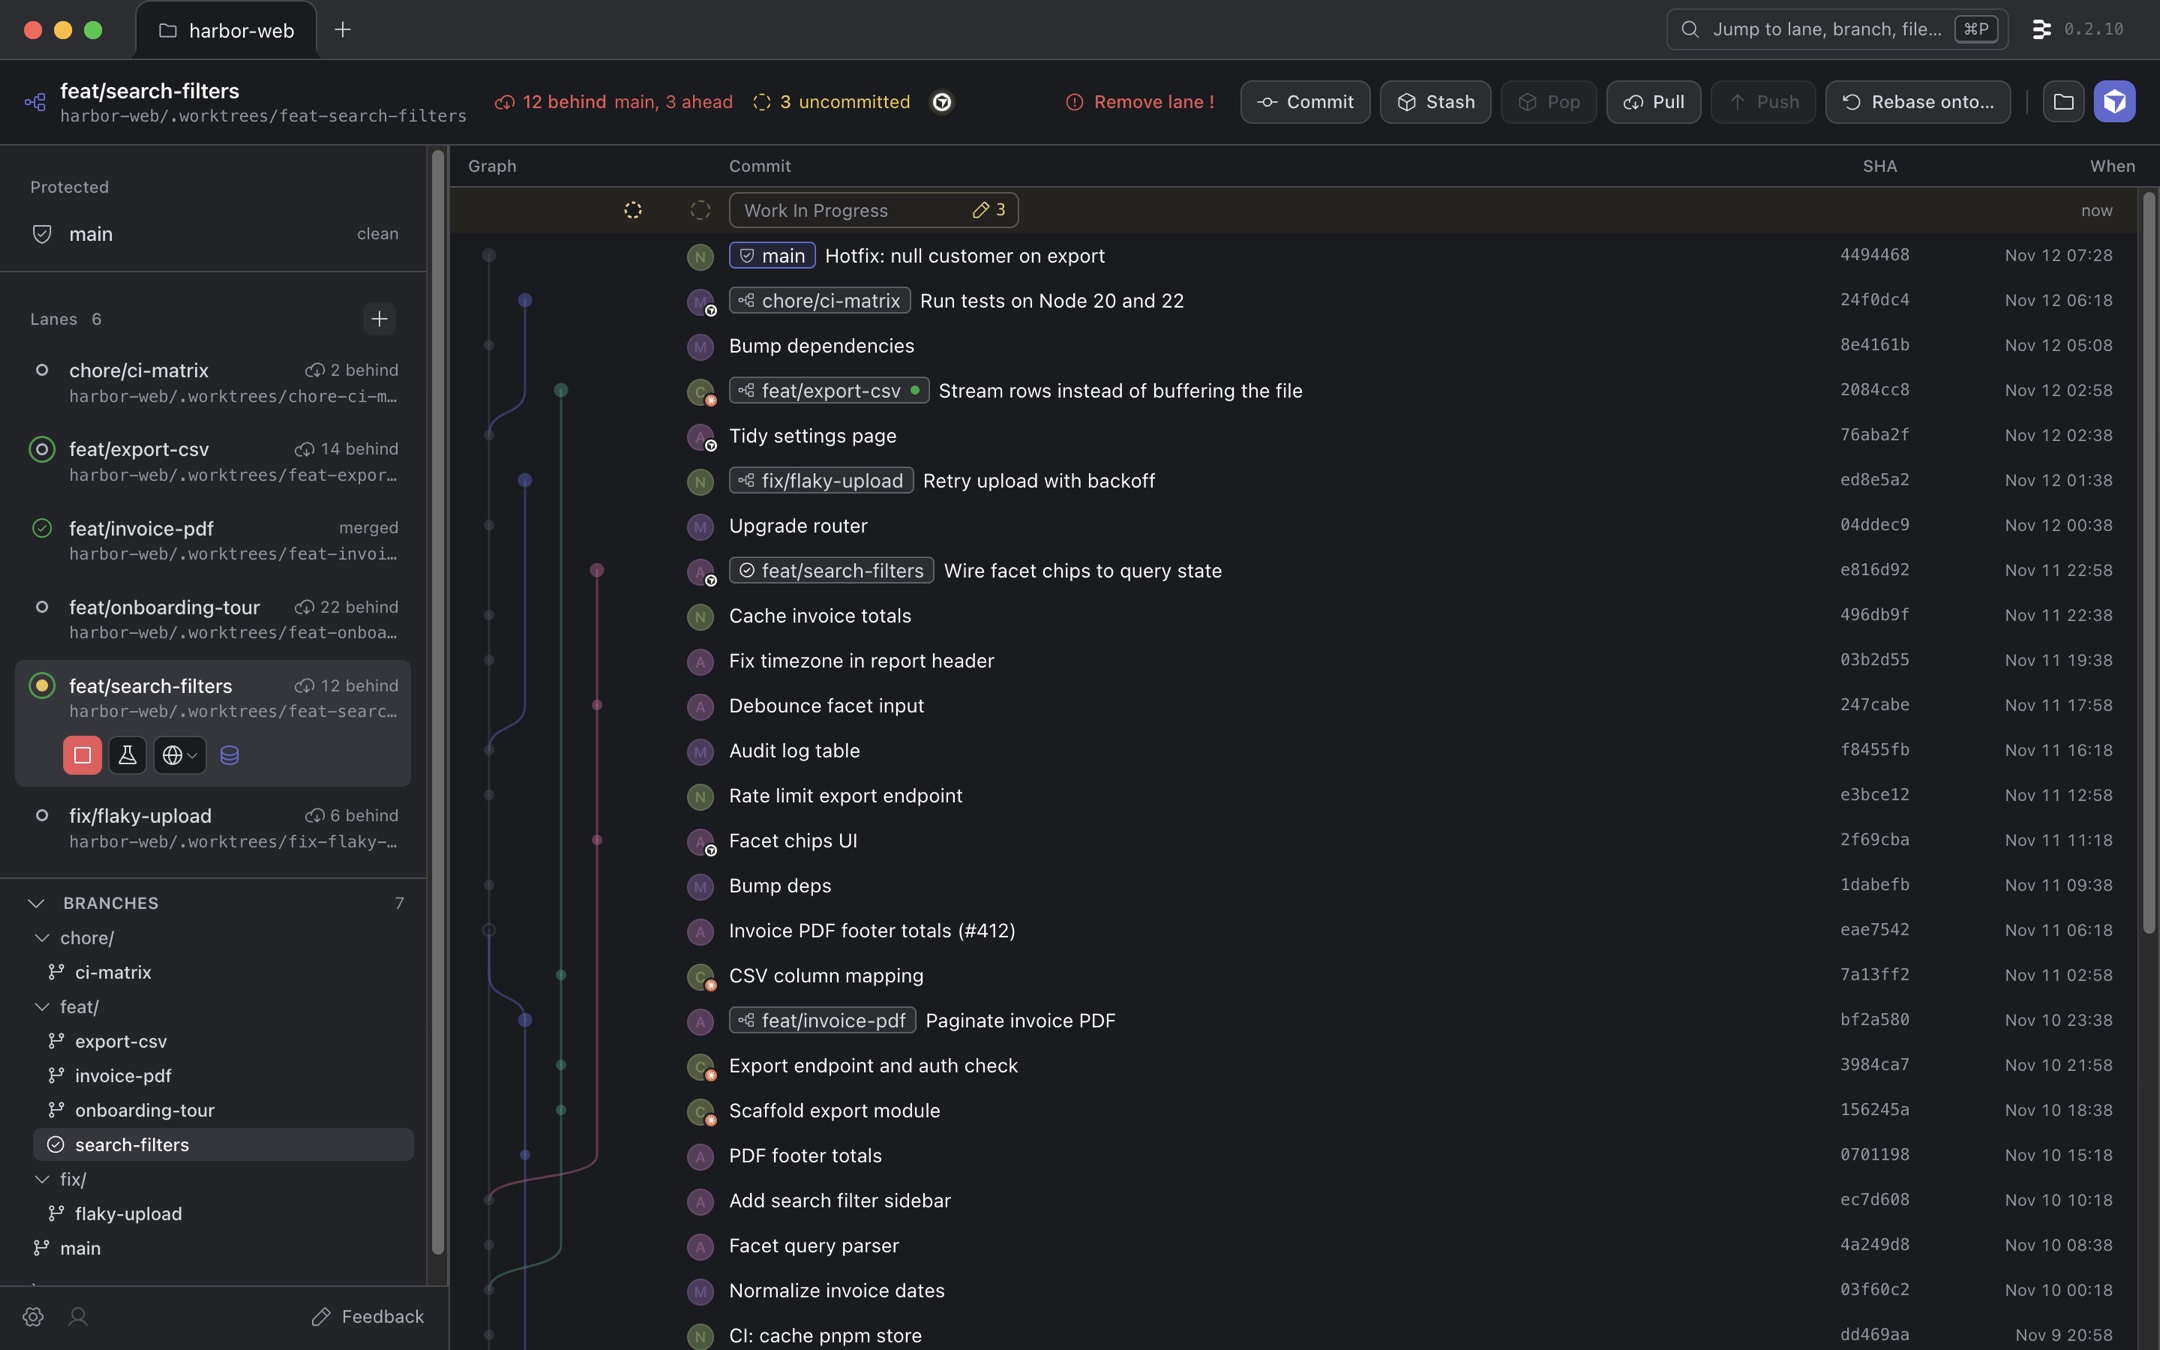 harbor-web
Jump to lane, branch, file... ⌘P
0.2.10
feat/search-filters
harbor-web/.worktrees/feat-search-filters
12 behind main, 3 ahead
3 uncommitted
Remove lane !
Commit
Stash
Pop
Pull
Push
Rebase onto...
Protected
main clean
Lanes 6
chore/ci-matrix 2 behind
harbor-web/.worktrees/chore-ci-m…
feat/export-csv 14 behind
harbor-web/.worktrees/feat-expor…
feat/invoice-pdf merged
harbor-web/.worktrees/feat-invoi…
feat/onboarding-tour 22 behind
harbor-web/.worktrees/feat-onboa…
feat/search-filters 12 behind
harbor-web/.worktrees/feat-searc…
fix/flaky-upload 6 behind
harbor-web/.worktrees/fix-flaky-…
BRANCHES 7
chore/
ci-matrix
feat/
export-csv
invoice-pdf
onboarding-tour
search-filters
fix/
flaky-upload
main
Feedback
Graph Commit SHA When
Work In Progress 3 now
N main Hotfix: null customer on export 4494468 Nov 12 07:28
M chore/ci-matrix Run tests on Node 20 and 22 24f0dc4 Nov 12 06:18
M Bump dependencies 8e4161b Nov 12 05:08
C feat/export-csv Stream rows instead of buffering the file 2084cc8 Nov 12 02:58
A Tidy settings page 76aba2f Nov 12 02:38
N fix/flaky-upload Retry upload with backoff ed8e5a2 Nov 12 01:38
M Upgrade router 04ddec9 Nov 12 00:38
A feat/search-filters Wire facet chips to query state e816d92 Nov 11 22:58
N Cache invoice totals 496db9f Nov 11 22:38
A Fix timezone in report header 03b2d55 Nov 11 19:38
A Debounce facet input 247cabe Nov 11 17:58
M Audit log table f8455fb Nov 11 16:18
N Rate limit export endpoint e3bce12 Nov 11 12:58
A Facet chips UI 2f69cba Nov 11 11:18
M Bump deps 1dabefb Nov 11 09:38
A Invoice PDF footer totals (#412) eae7542 Nov 11 06:18
C CSV column mapping 7a13ff2 Nov 11 02:58
A feat/invoice-pdf Paginate invoice PDF bf2a580 Nov 10 23:38
C Export endpoint and auth check 3984ca7 Nov 10 21:58
C Scaffold export module 156245a Nov 10 18:38
A PDF footer totals 0701198 Nov 10 15:18
A Add search filter sidebar ec7d608 Nov 10 10:18
A Facet query parser 4a249d8 Nov 10 08:38
M Normalize invoice dates 03f60c2 Nov 10 00:18
N CI: cache pnpm store dd469aa Nov 9 20:58